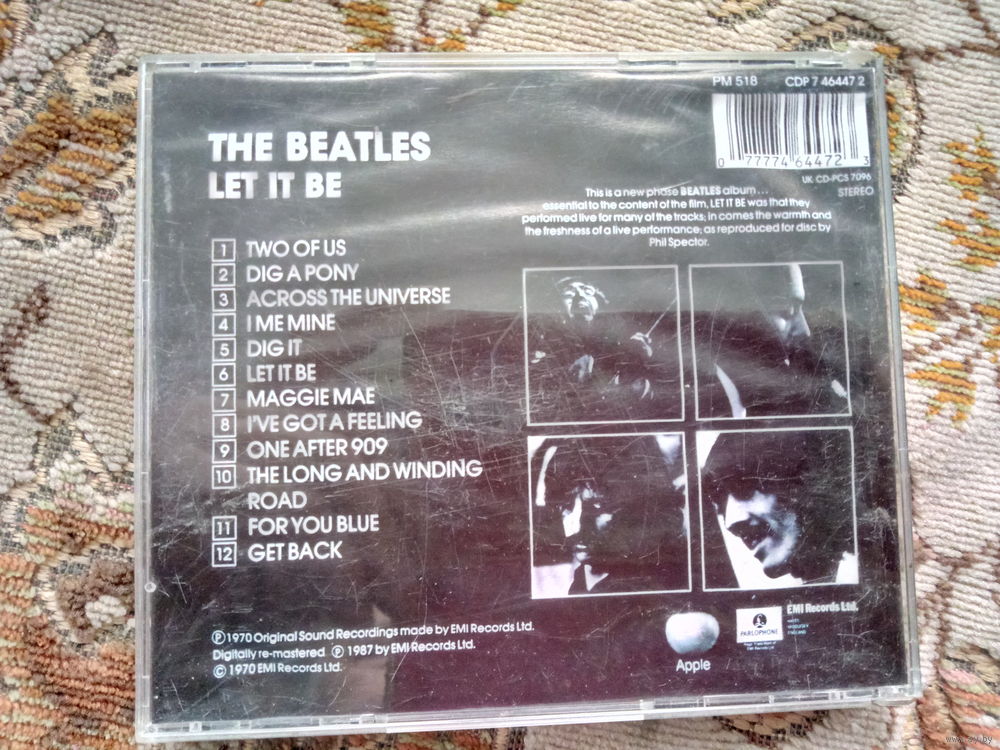 PM 518 CDP 7 46447 2
0 77774 64472 3
UK: CD-PCS 7096
STEREO
THE BEATLES
LET IT BE
This is a new phase BEATLES album . . .
essential to the content of the film, LET IT BE was that they
performed live for many of the tracks; in comes the warmth and
the freshness of a live performance; as reproduced for disc by
Phil Spector.
1 TWO OF US
2 DIG A PONY
3 ACROSS THE UNIVERSE
4 I ME MINE
5 DIG IT
6 LET IT BE
7 MAGGIE MAE
8 I'VE GOT A FEELING
9 ONE AFTER 909
10 THE LONG AND WINDING
ROAD
11 FOR YOU BLUE
12 GET BACK
℗ 1970 Original Sound Recordings made by EMI Records Ltd.
Digitally re-mastered ℗ 1987 by EMI Records Ltd.
© 1970 EMI Records Ltd.
Apple
PARLOPHONE
EMI Records Ltd.